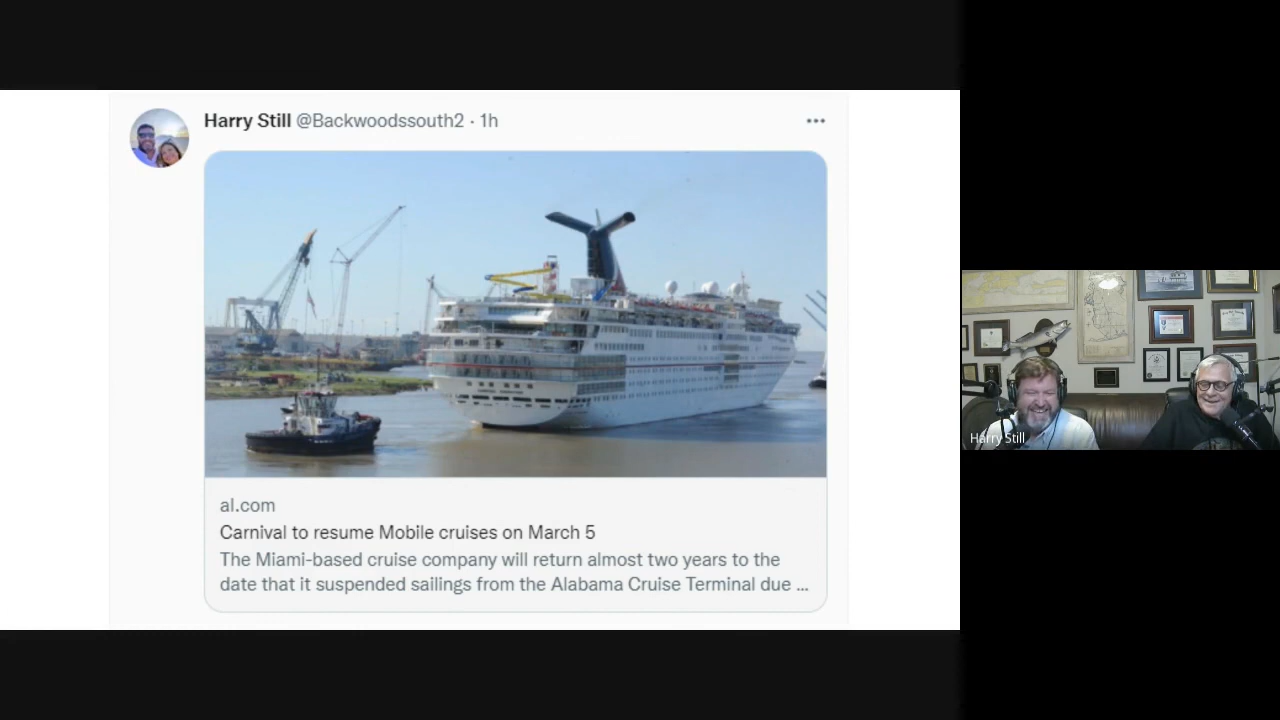 Harry Still @Backwoodssouth2 · 1h
al.com
Carnival to resume Mobile cruises on March 5
The Miami-based cruise company will return almost two years to the
date that it suspended sailings from the Alabama Cruise Terminal due ...
Harry Still